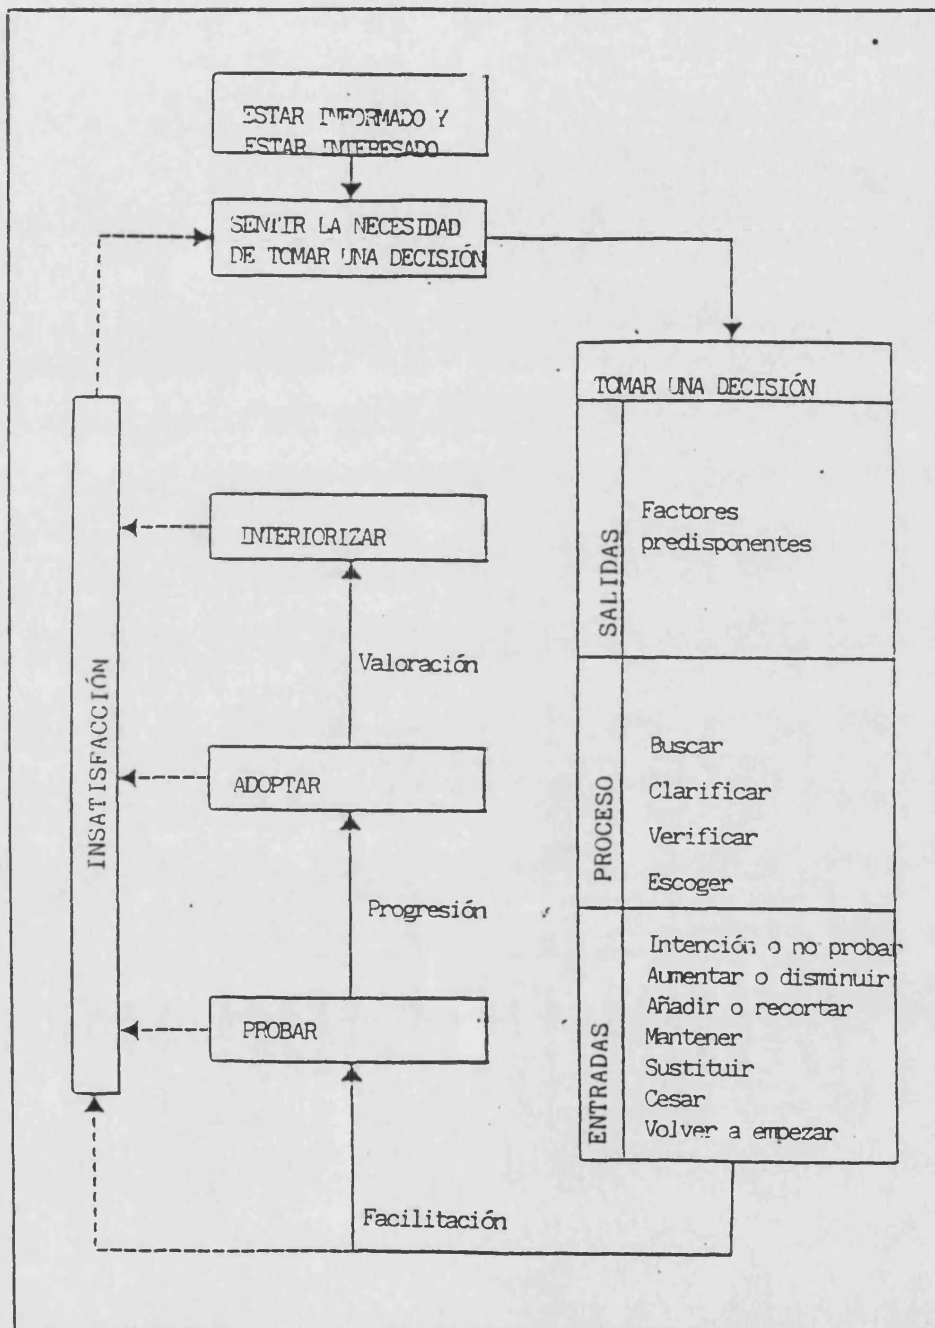 ESTAR INFORMADO Y
ESTAR INTERESADO
SENTIR LA NECESIDAD
DE TOMAR UNA DECISIÓN
TOMAR UNA DECISIÓN
SALIDAS
Factores
predisponentes
PROCESO
Buscar
Clarificar
Verificar
Escoger
ENTRADAS
Intención o no probar
Aumentar o disminuir
Añadir o recortar
Mantener
Sustituir
Cesar
Volver a empezar
INTERIORIZAR
Valoración
ADOPTAR
Progresión
PROBAR
Facilitación
INSATISFACCIÓN